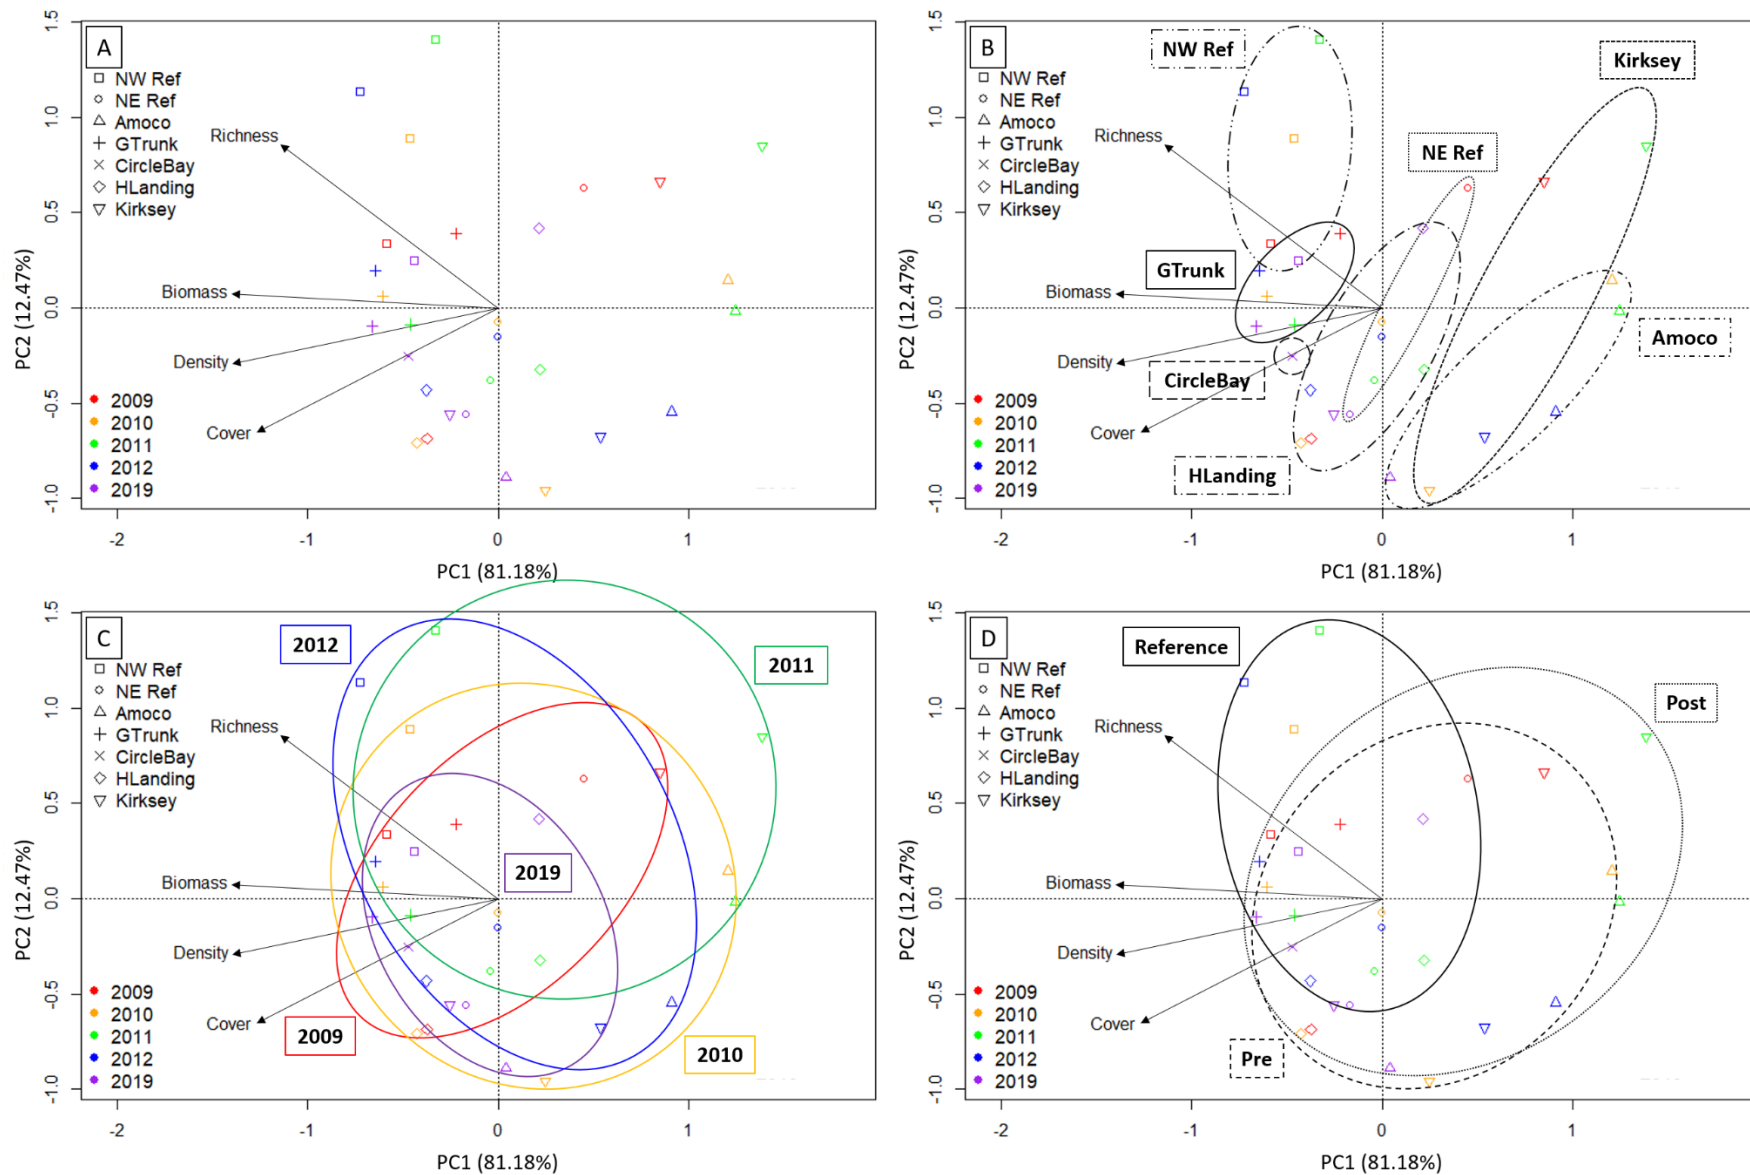 A
NW Ref
NE Ref
Amoco
GTrunk
CircleBay
HLanding
Kirksey
Richness
Biomass
Density
Cover
2009
2010
2011
2012
2019
PC2 (12.47%)
1.5
1.0
0.5
0.0
-0.5
-1.0
-2
-1
0
1
PC1 (81.18%)
B
NW Ref
NE Ref
Amoco
GTrunk
CircleBay
HLanding
Kirksey
NW Ref
Kirksey
NE Ref
GTrunk
Amoco
CircleBay
HLanding
Richness
Biomass
Density
Cover
2009
2010
2011
2012
2019
PC2 (12.47%)
1.5
1.0
0.5
0.0
-0.5
-1.0
-2
-1
0
1
PC1 (81.18%)
C
NW Ref
NE Ref
Amoco
GTrunk
CircleBay
HLanding
Kirksey
2012
2011
2019
2009
2010
Richness
Biomass
Density
Cover
2009
2010
2011
2012
2019
PC2 (12.47%)
1.5
1.0
0.5
0.0
-0.5
-1.0
-2
-1
0
1
PC1 (81.18%)
D
NW Ref
NE Ref
Amoco
GTrunk
CircleBay
HLanding
Kirksey
Reference
Post
Pre
Richness
Biomass
Density
Cover
2009
2010
2011
2012
2019
PC2 (12.47%)
1.5
1.0
0.5
0.0
-0.5
-1.0
-2
-1
0
1
PC1 (81.18%)